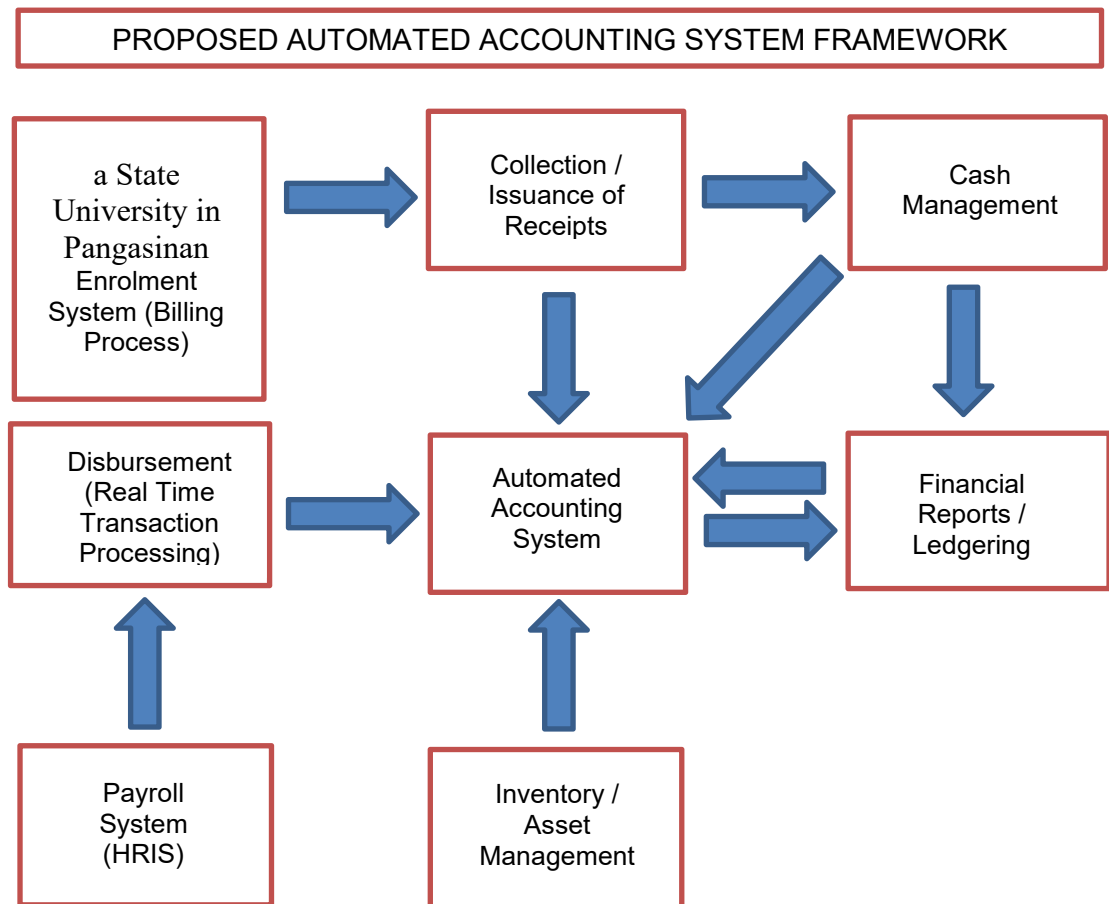 PROPOSED AUTOMATED ACCOUNTING SYSTEM FRAMEWORK
a State
University in
Pangasinan
Enrolment
System (Billing
Process)
Collection /
Issuance of
Receipts
Cash
Management
Disbursement
(Real Time
Transaction
Processing)
Automated
Accounting
System
Financial
Reports /
Ledgering
Payroll
System
(HRIS)
Inventory /
Asset
Management